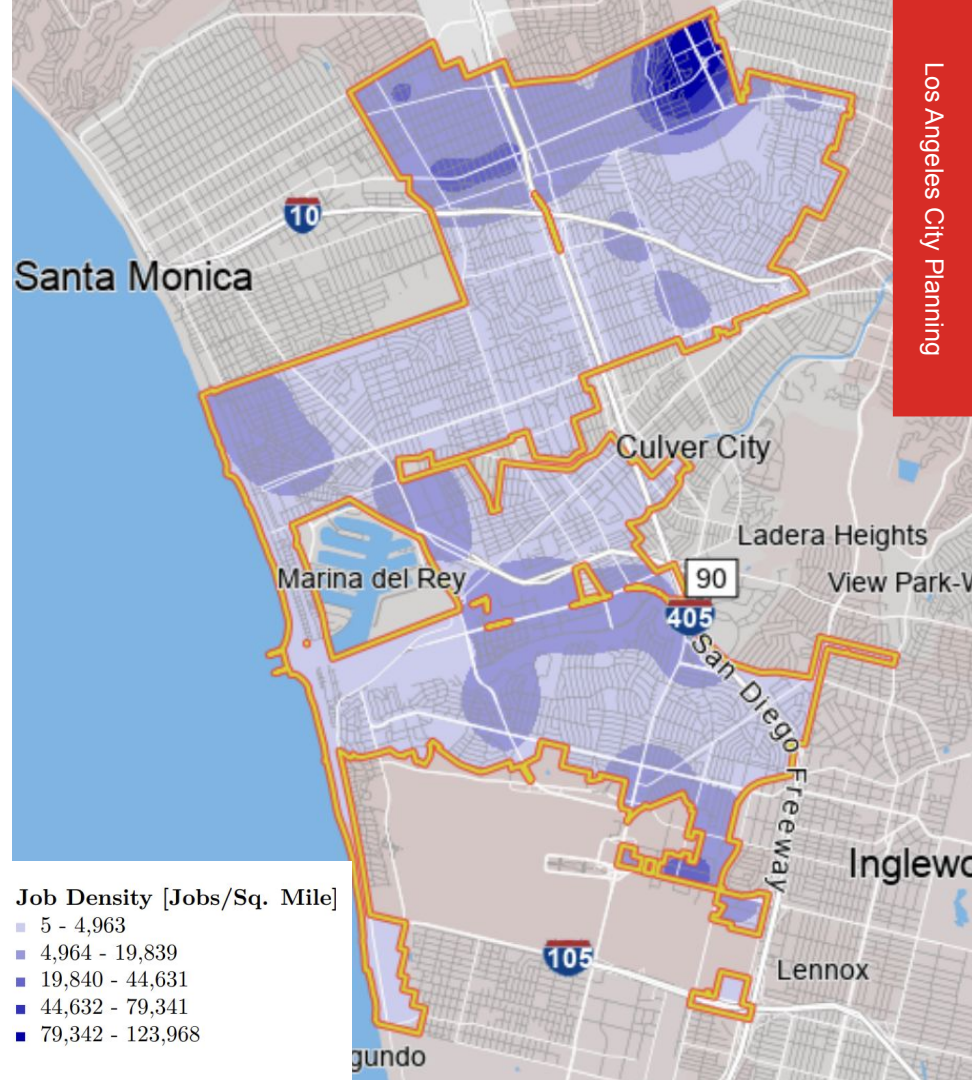 Los Angeles City Planning
10
Santa Monica
Culver City
Ladera Heights
Marina del Rey
90
View Park-W
405
San Diego Freeway
Inglewo
105
Lennox
gundo
Job Density [Jobs/Sq. Mile]
5 - 4,963
4,964 - 19,839
19,840 - 44,631
44,632 - 79,341
79,342 - 123,968